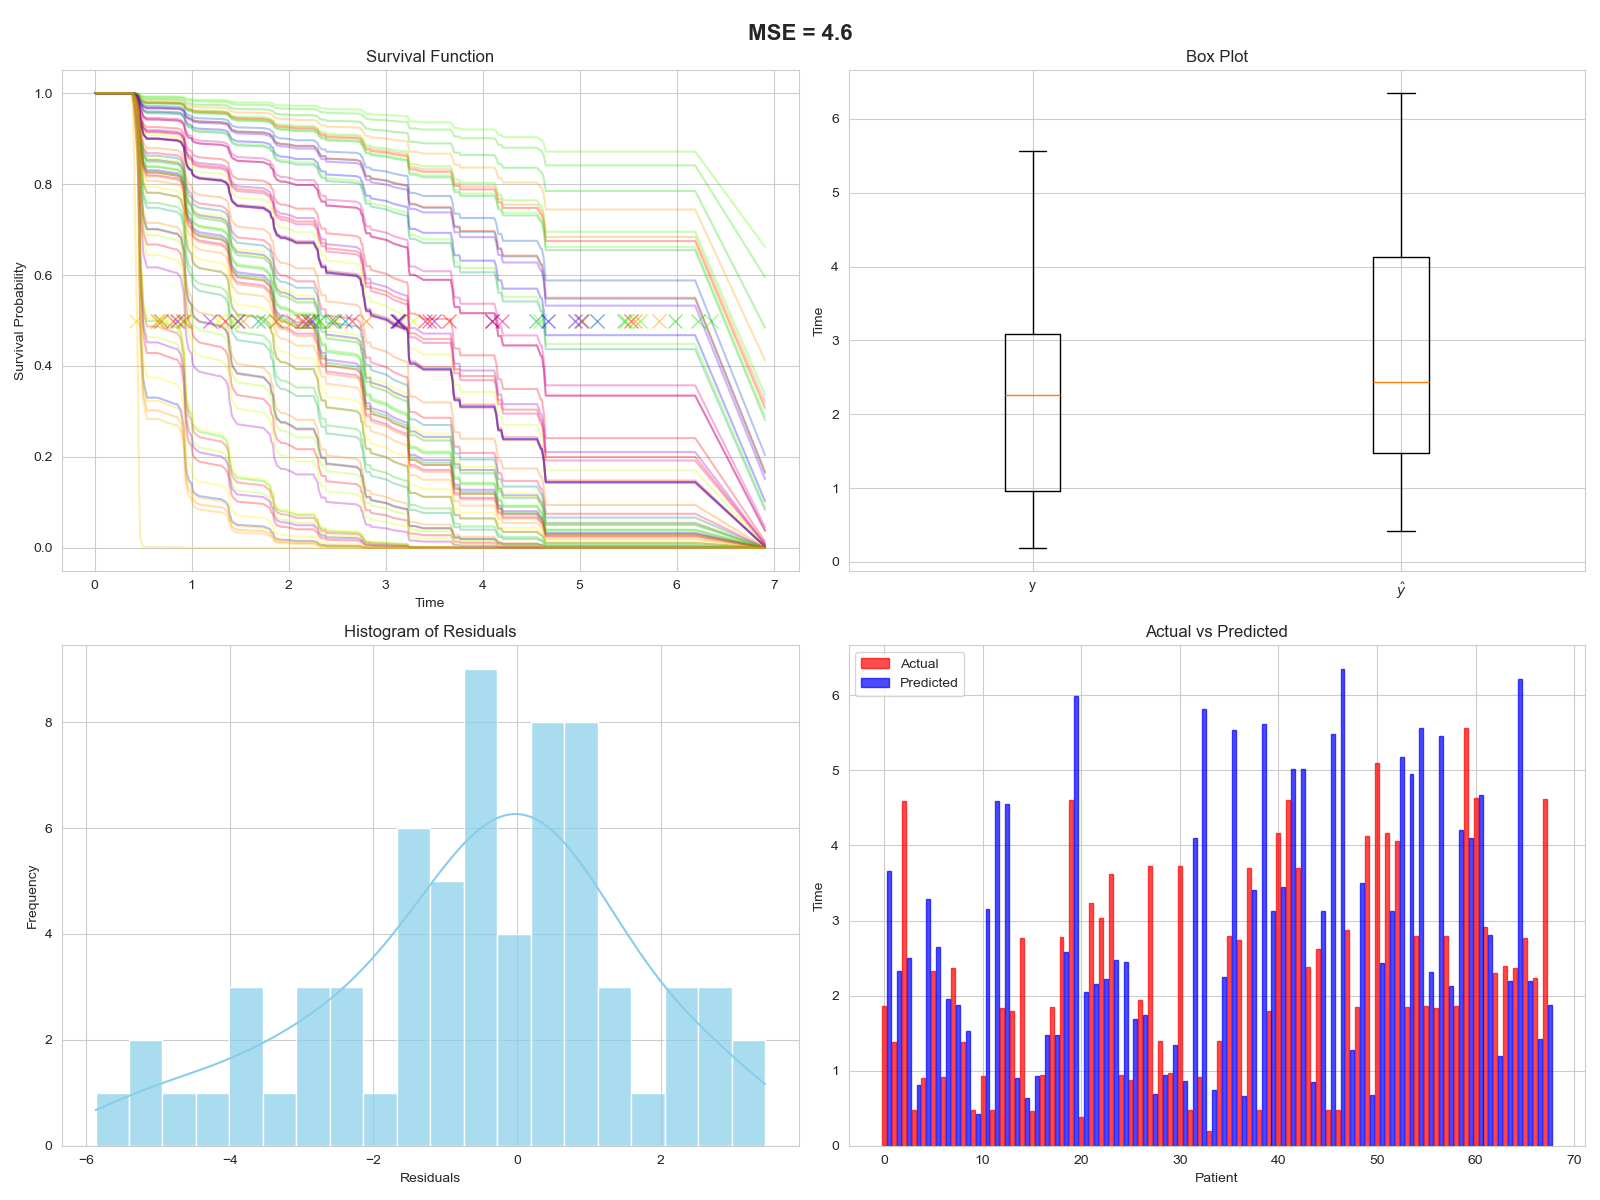 MSE = 4.6
Survival Function
Survival Probability
1.0
0.8
0.6
0.4
0.2
0.0
0 1 2 3 4 5 6 7
Time
Box Plot
Time
6
5
4
3
2
1
0
y ŷ
Histogram of Residuals
Frequency
8
6
4
2
0
−6 −4 −2 0 2
Residuals
Actual vs Predicted
Actual
Predicted
Time
6
5
4
3
2
1
0
0 10 20 30 40 50 60 70
Patient